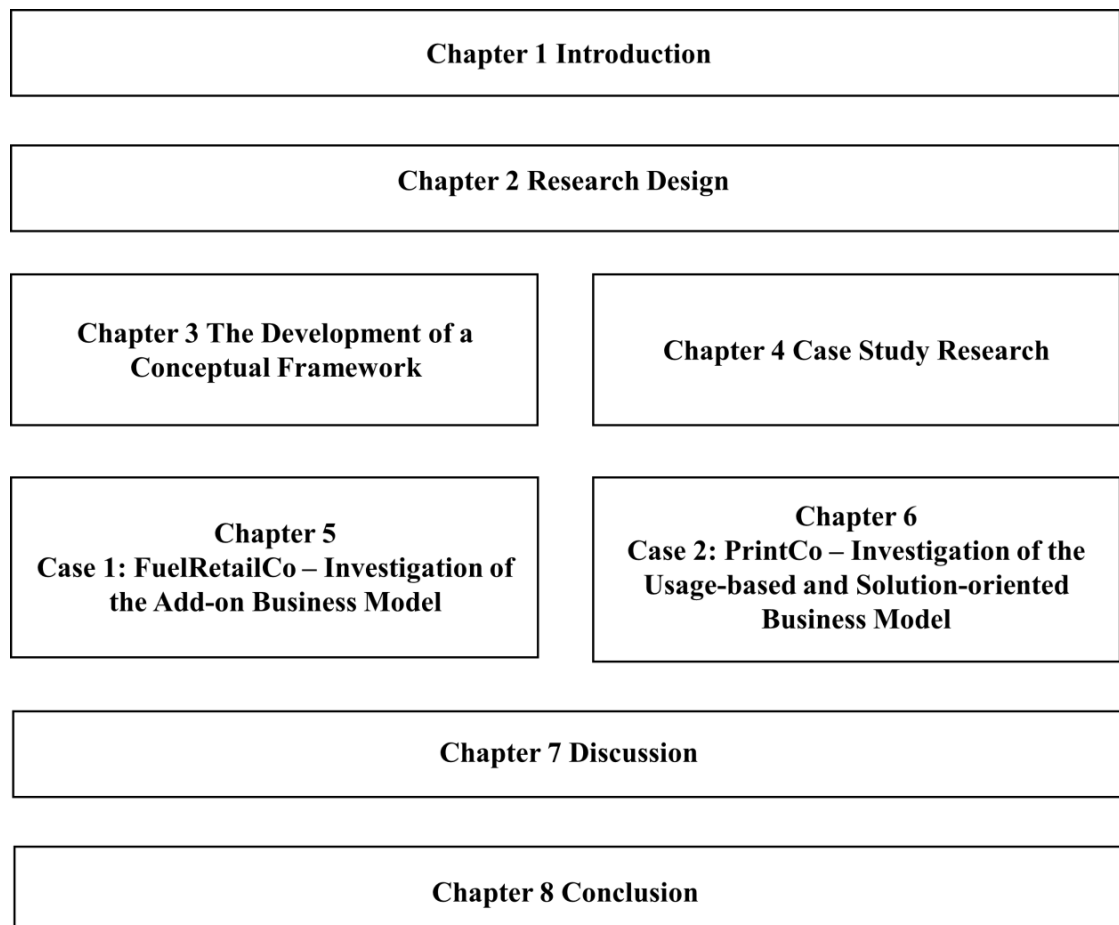 Chapter 1 Introduction
Chapter 2 Research Design
Chapter 3 The Development of a
Conceptual Framework
Chapter 4 Case Study Research
Chapter 5
Case 1: FuelRetailCo – Investigation of
the Add-on Business Model
Chapter 6
Case 2: PrintCo – Investigation of the
Usage-based and Solution-oriented
Business Model
Chapter 7 Discussion
Chapter 8 Conclusion